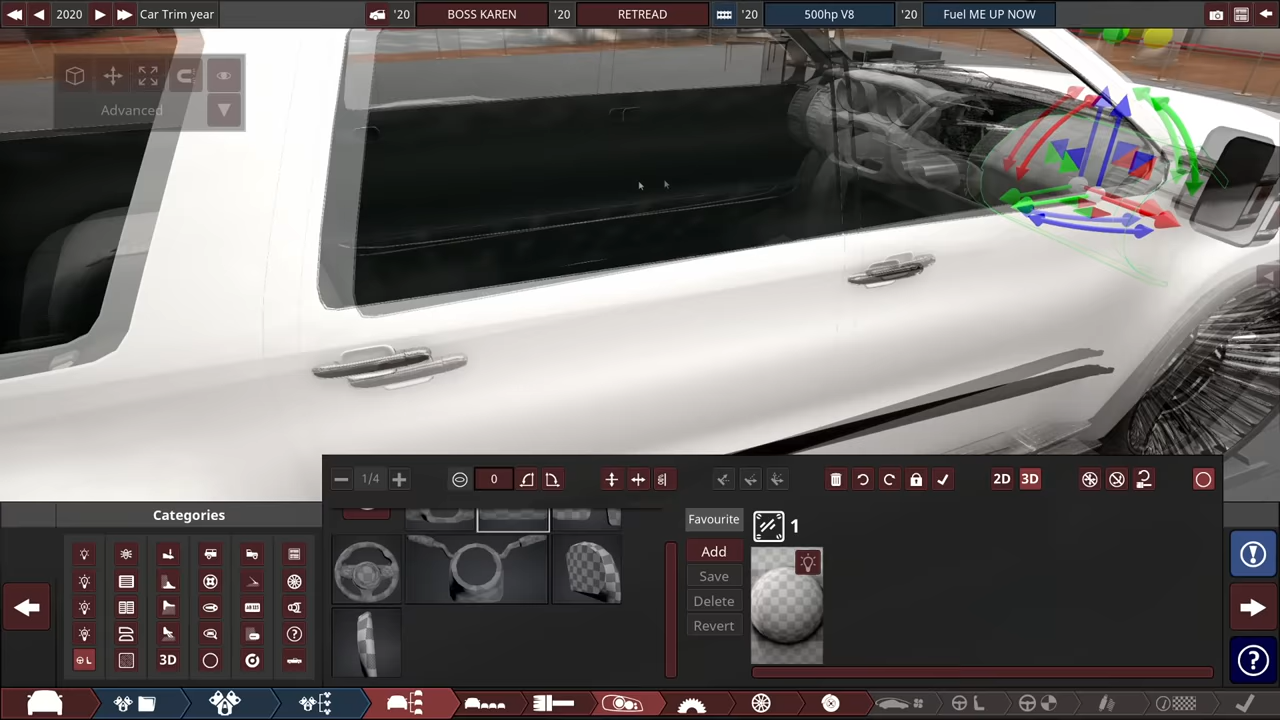 2020 Car Trim year '20 BOSS KAREN '20 RETREAD '20 500hp V8 '20 Fuel ME UP NOW
Advanced
1/4 0 2D 3D
Categories
Favourite 1
Add
Save
Delete
Revert
L 3D